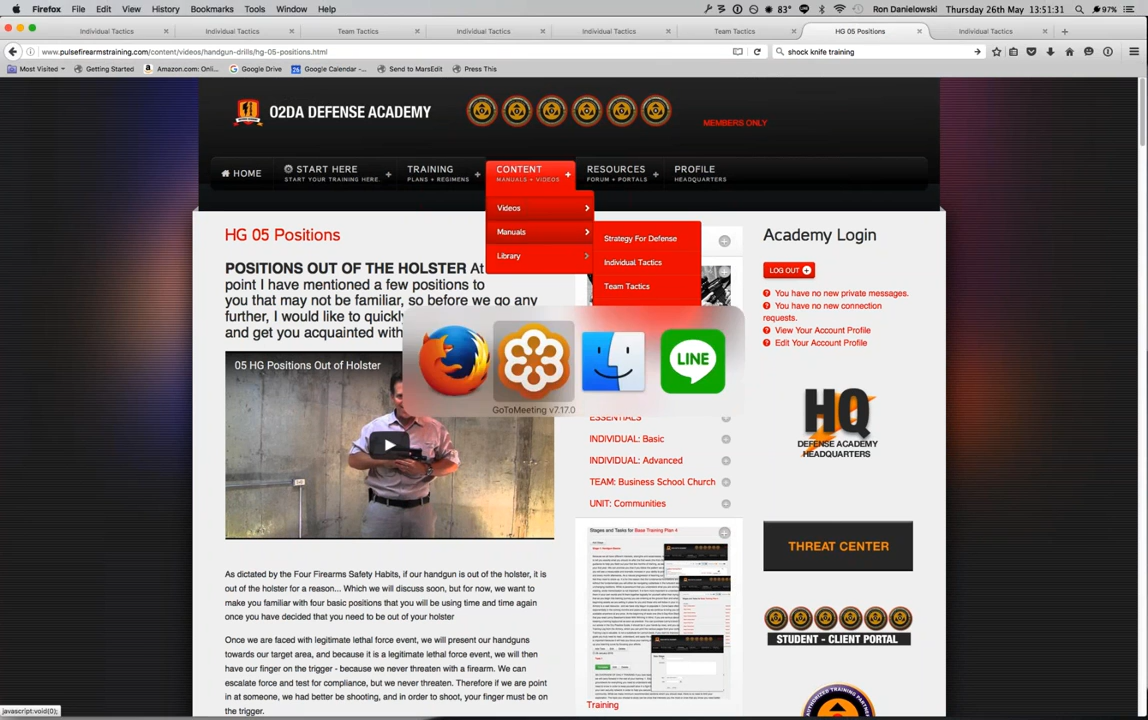 Firefox File Edit View History Bookmarks Tools Window Help 83° Ron Danielowski Thursday 26th May 13:51:31 97%
Individual Tactics Individual Tactics Team Tactics Individual Tactics Individual Tactics Team Tactics HG 05 Positions Individual Tactics
www.pulsefirearmstraining.com/content/videos/handgun-drills/hg-05-positions.html shock knife training
Most Visited Getting Started Amazon.com: Onli... Google Drive Google Calendar -... Send to MarsEdit Press This
O2DA DEFENSE ACADEMY
MEMBERS ONLY
HOME
START HERE
START YOUR TRAINING HERE.
TRAINING
PLANS + REGIMENS
CONTENT
MANUALS + VIDEOS
RESOURCES
FORUM + PORTALS
PROFILE
HEADQUARTERS
Videos
Manuals
Library
Strategy For Defense
Individual Tactics
Team Tactics
HG 05 Positions
POSITIONS OUT OF THE HOLSTER At
point I have mentioned a few positions to
you that may not be familiar, so before we go any
further, I would like to quickly
and get you acquainted with
05 HG Positions Out of Holster
GoToMeeting v7.17.0
LINE
As dictated by the Four Firearms Safety Habits, if our handgun is out of the holster, it is
out of the holster for a reason... Which we will discuss soon, but for now, we want to
make you familiar with four basic positions that you will be using time and time again
once you have decided that you need to be out of your holster
Once we are faced with legitimate lethal force event, we will present our handguns
towards our target area, and because it is a legitimate lethal force event, we will then
have our finger on the trigger - because we never threaten with a firearm. We can
escalate force and test for compliance, but we never threaten. Therefore if we are point
in at someone, we had better be shooting, and in order to shoot, your finger must be on
the trigger.
ESSENTIALS
INDIVIDUAL: Basic
INDIVIDUAL: Advanced
TEAM: Business School Church
UNIT: Communities
Stages and Tasks for Base Training Plan 4
Training
Academy Login
LOG OUT
You have no new private messages.
You have no new connection
requests.
View Your Account Profile
Edit Your Account Profile
HQ
DEFENSE ACADEMY
HEADQUARTERS
THREAT CENTER
STUDENT - CLIENT PORTAL
AUTHORIZED TRAINING
javascript:void(0);